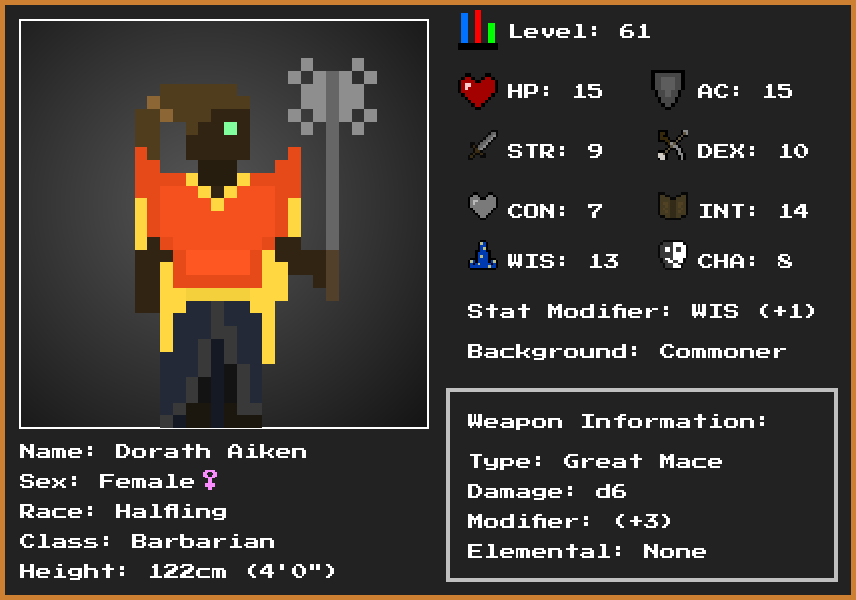 Level: 61
HP: 15 AC: 15
STR: 9 DEX: 10
CON: 7 INT: 14
WIS: 13 CHA: 8
Stat Modifier: WIS (+1)
Background: Commoner
Weapon Information:
Type: Great Mace
Damage: d6
Modifier: (+3)
Elemental: None
Name: Dorath Aiken
Sex: Female♀
Race: Halfling
Class: Barbarian
Height: 122cm (4'0")